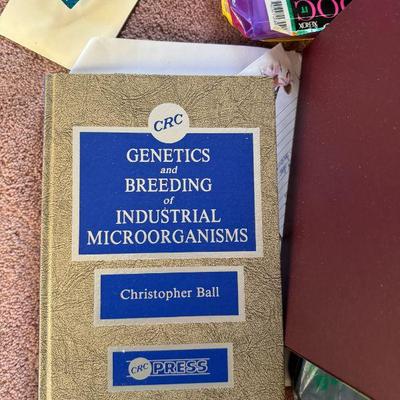 CRC
GENETICS
and
BREEDING
of
INDUSTRIAL
MICROORGANISMS
Christopher Ball
CRC PRESS